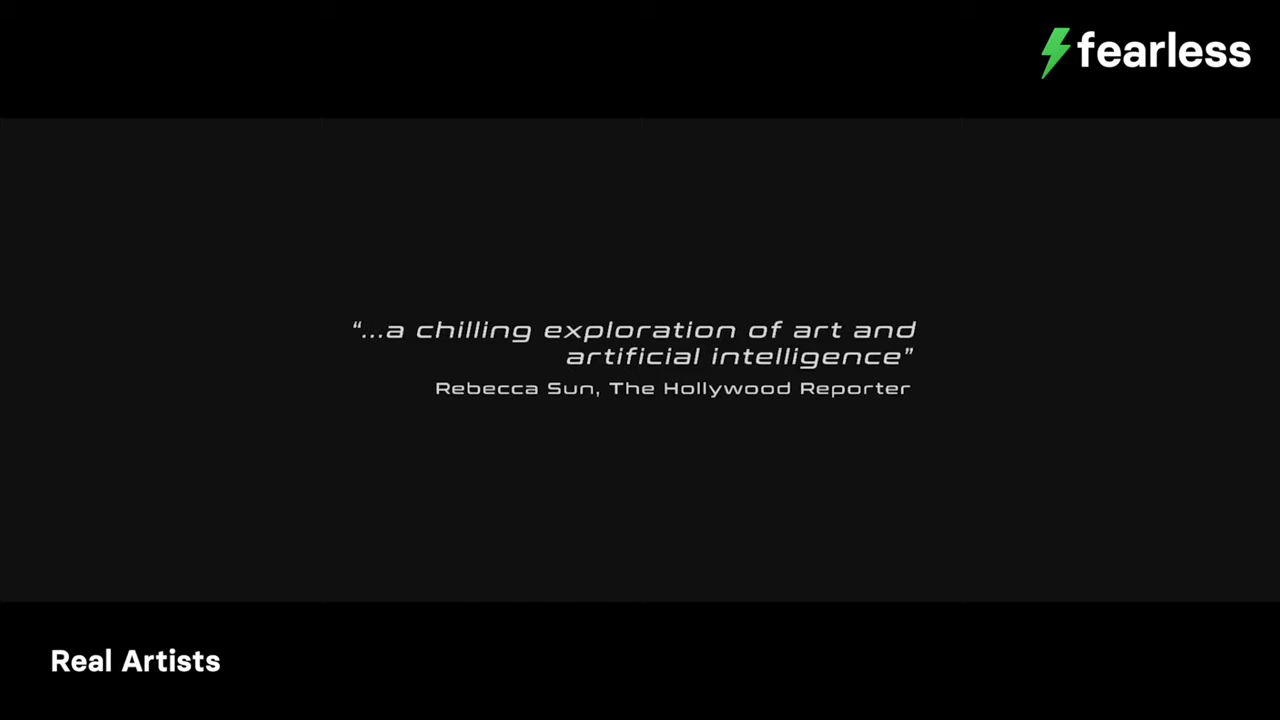 fearless
“...a chilling exploration of art and
artificial intelligence”
Rebecca Sun, The Hollywood Reporter
Real Artists